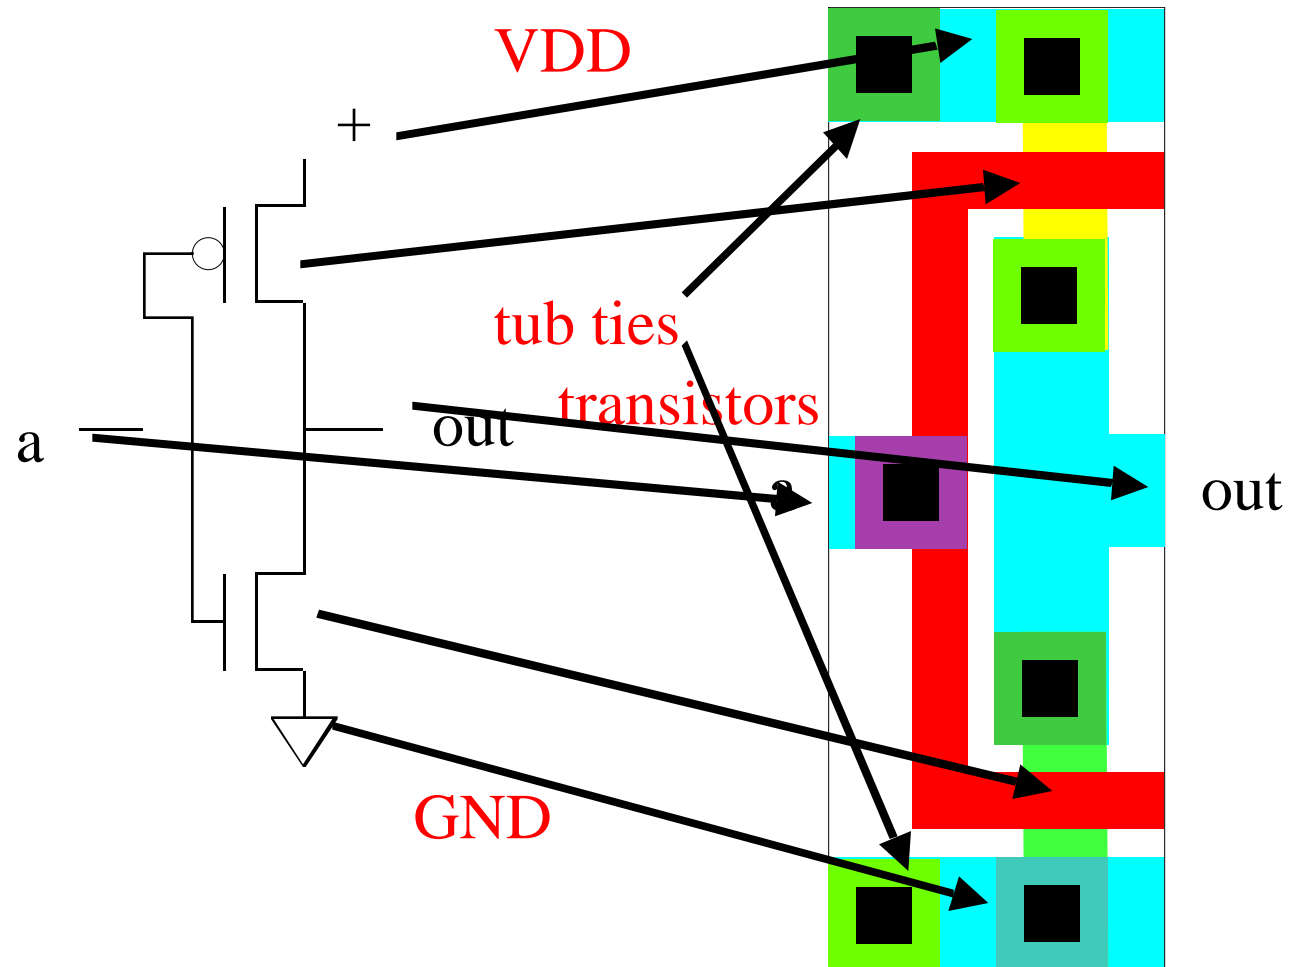 VDD
+
tub ties
transistors
a
out
a
out
GND